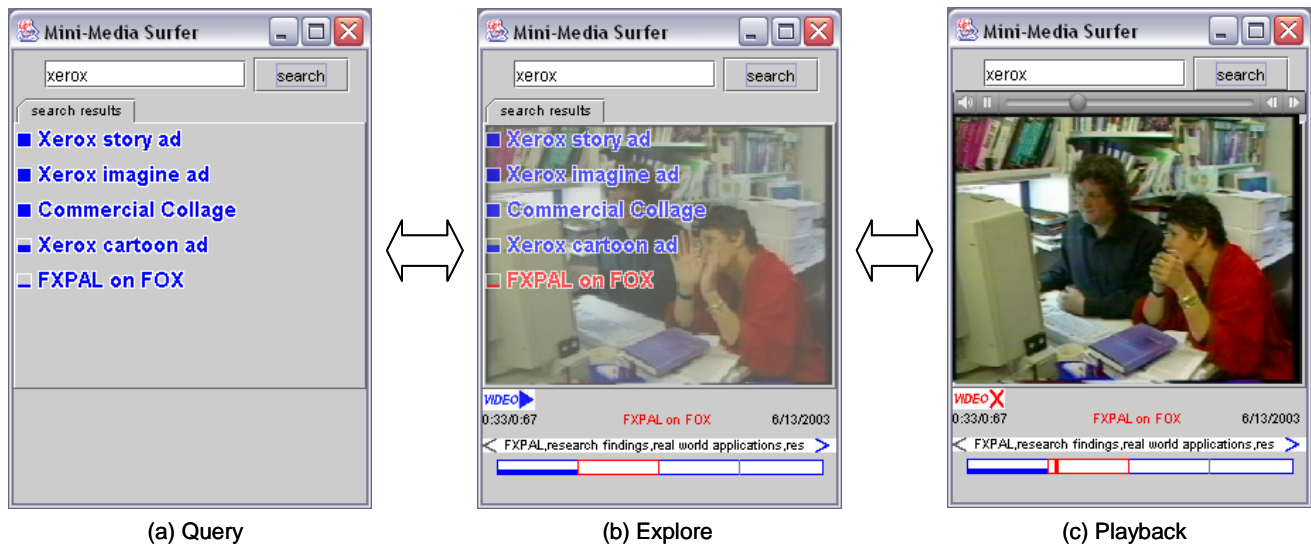 Mini-Media Surfer
xerox search
search results
Xerox story ad
Xerox imagine ad
Commercial Collage
Xerox cartoon ad
FXPAL on FOX
(a) Query
Mini-Media Surfer
xerox search
search results
Xerox story ad
Xerox imagine ad
Commercial Collage
Xerox cartoon ad
FXPAL on FOX
VIDEO
0:33/0:67 FXPAL on FOX 6/13/2003
FXPAL,research findings,real world applications,res
(b) Explore
Mini-Media Surfer
xerox search
VIDEO
0:33/0:67 FXPAL on FOX 6/13/2003
FXPAL,research findings,real world applications,res
(c) Playback